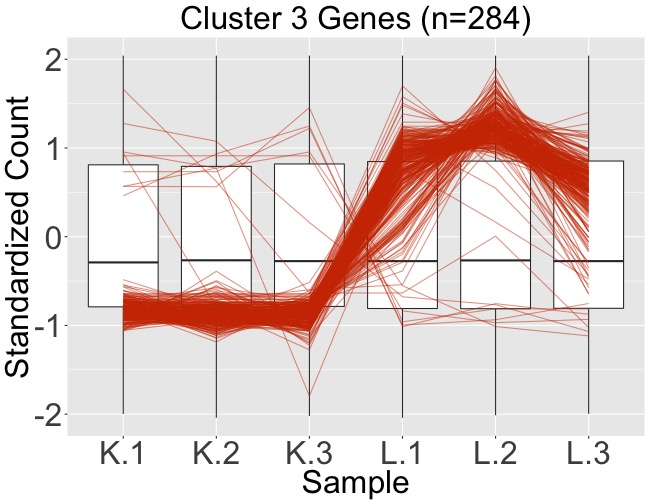 Cluster 3 Genes (n=284)
Standardized Count
2
1
0
-1
-2
K.1 K.2 K.3 L.1 L.2 L.3
Sample